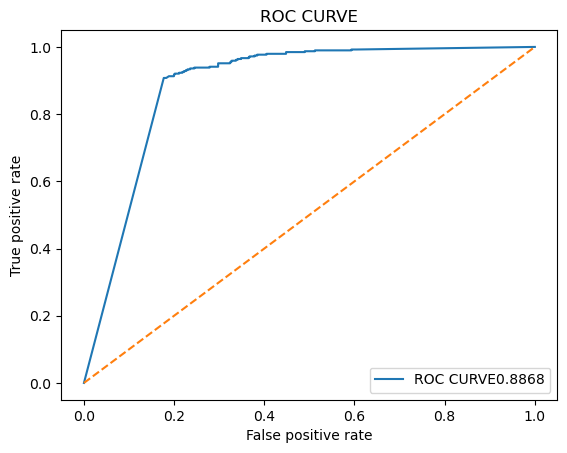 ROC CURVE
True positive rate
1.0
0.8
0.6
0.4
0.2
0.0
ROC CURVE0.8868
0.0 0.2 0.4 0.6 0.8 1.0
False positive rate